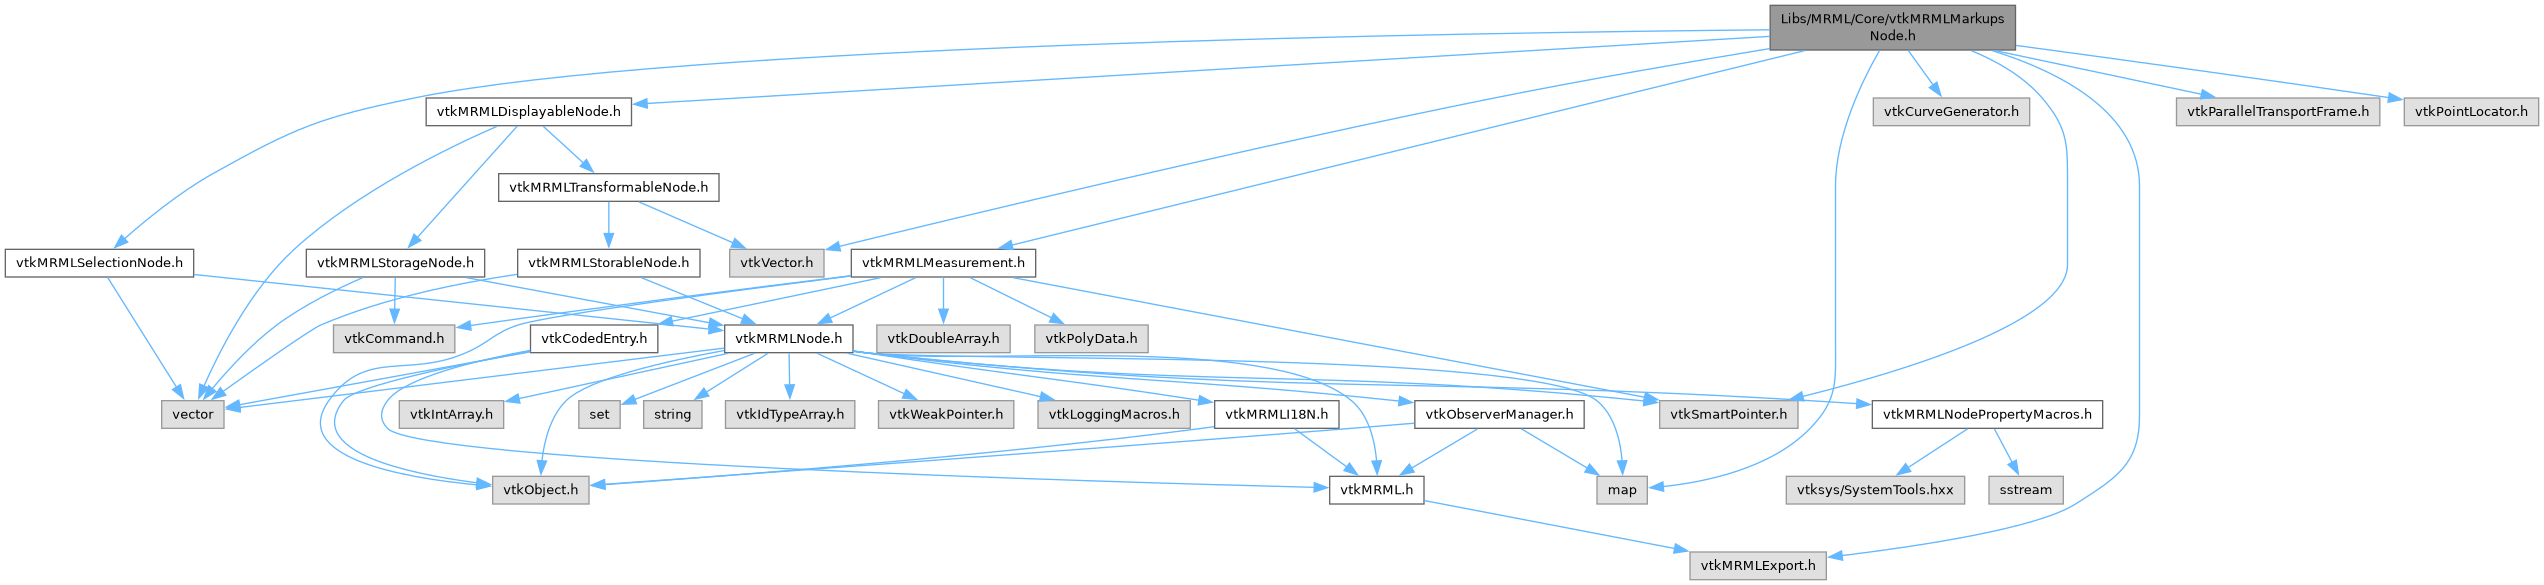 Libs/MRML/Core/vtkMRMLMarkups
Node.h
vtkMRMLDisplayableNode.h
vtkCurveGenerator.h
vtkParallelTransportFrame.h
vtkPointLocator.h
vtkMRMLTransformableNode.h
vtkMRMLSelectionNode.h
vtkMRMLStorageNode.h
vtkMRMLStorableNode.h
vtkVector.h
vtkMRMLMeasurement.h
vtkCommand.h
vtkCodedEntry.h
vtkMRMLNode.h
vtkDoubleArray.h
vtkPolyData.h
vector
vtkIntArray.h
set
string
vtkIdTypeArray.h
vtkWeakPointer.h
vtkLoggingMacros.h
vtkMRMLI18N.h
vtkObserverManager.h
vtkSmartPointer.h
vtkMRMLNodePropertyMacros.h
vtkObject.h
vtkMRML.h
map
vtksys/SystemTools.hxx
sstream
vtkMRMLExport.h